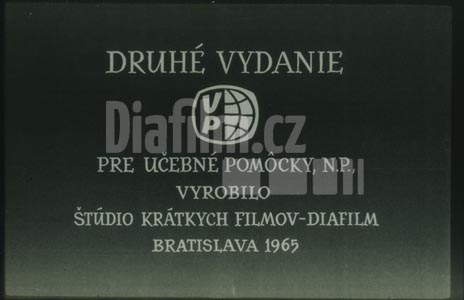 DRUHÉ VYDANIE
VP
Diafilm.cz
PRE UČEBNÉ POMÔCKY, N.P.,
VYROBILO
ŠTÚDIO KRÁTKYCH FILMOV-DIAFILM
BRATISLAVA 1965